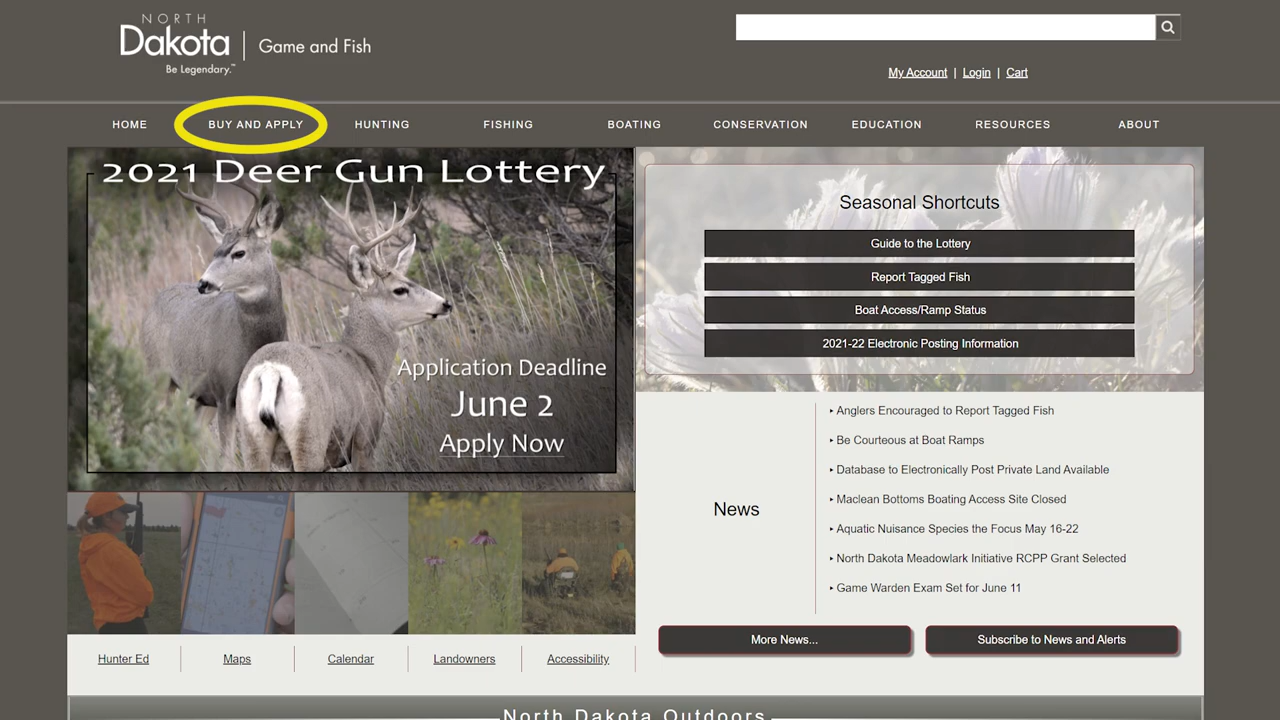 NORTH
Dakota
Be Legendary.™
Game and Fish
My Account | Login | Cart
HOME
BUY AND APPLY
HUNTING
FISHING
BOATING
CONSERVATION
EDUCATION
RESOURCES
ABOUT
2021 Deer Gun Lottery
Application Deadline
June 2
Apply Now
Seasonal Shortcuts
Guide to the Lottery
Report Tagged Fish
Boat Access/Ramp Status
2021-22 Electronic Posting Information
News
Anglers Encouraged to Report Tagged Fish
Be Courteous at Boat Ramps
Database to Electronically Post Private Land Available
Maclean Bottoms Boating Access Site Closed
Aquatic Nuisance Species the Focus May 16-22
North Dakota Meadowlark Initiative RCPP Grant Selected
Game Warden Exam Set for June 11
More News...
Subscribe to News and Alerts
Hunter Ed
Maps
Calendar
Landowners
Accessibility
North Dakota Outdoors